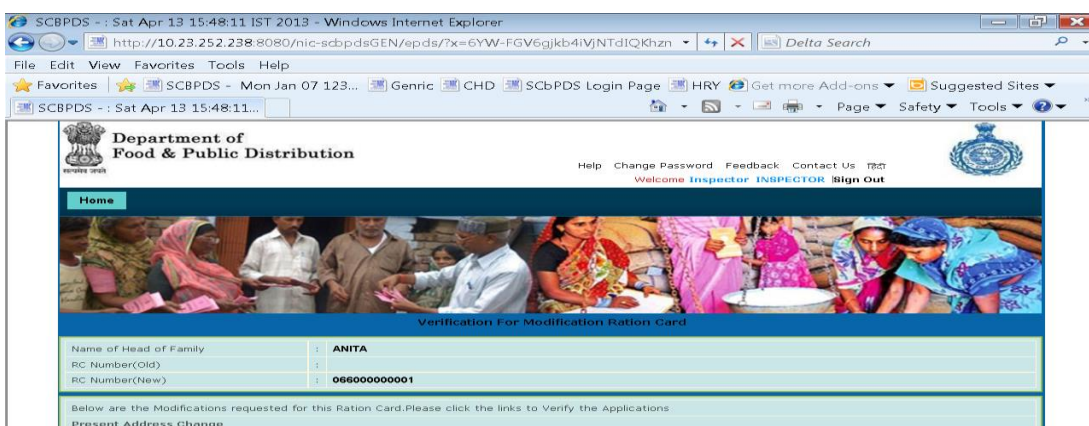 SCBPDS - : Sat Apr 13 15:48:11 IST 2013 - Windows Internet Explorer
http://10.23.252.238:8080/nic-scbpdsGEN/epds/?x=6YW-FGV6gjkb4iVjNTdIQKhzn
Delta Search
File Edit View Favorites Tools Help
Favorites SCBPDS - Mon Jan 07 123... Genric CHD SCbPDS Login Page HRY Get more Add-ons Suggested Sites
SCBPDS - : Sat Apr 13 15:48:11... Page Safety Tools
Department of
Food & Public Distribution
सत्यमेव जयते
Help Change Password Feedback Contact Us हिंदी
Welcome Inspector INSPECTOR |Sign Out
Home
Verification For Modification Ration Card
Name of Head of Family : ANITA
RC Number(Old) :
RC Number(New) : 066000000001
Below are the Modifications requested for this Ration Card.Please click the links to Verify the Applications
Present Address Change